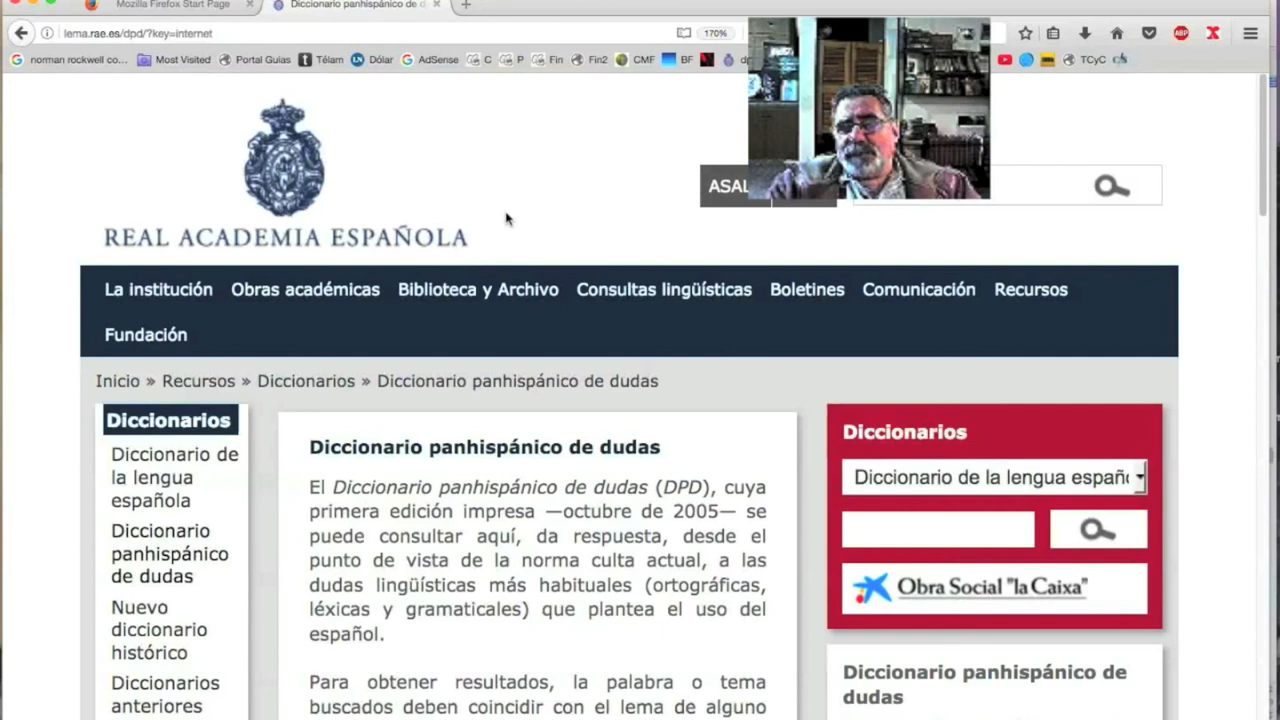 Mozilla Firefox Start Page
Diccionario panhispánico de d
lema.rae.es/dpd/?key=internet
170%
ABP
norman rockwell co...
Most Visited
Portal Guias
Télam
Dólar
AdSense
C
P
Fin
Fin2
CMF
BF
TCyC
REAL ACADEMIA ESPAÑOLA
ASAL
La institución
Obras académicas
Biblioteca y Archivo
Consultas lingüísticas
Boletines
Comunicación
Recursos
Fundación
Inicio » Recursos » Diccionarios » Diccionario panhispánico de dudas
Diccionarios
Diccionario de
la lengua
española
Diccionario
panhispánico
de dudas
Nuevo
diccionario
histórico
Diccionarios
anteriores
Diccionario panhispánico de dudas
El Diccionario panhispánico de dudas (DPD), cuya
primera edición impresa —octubre de 2005— se
puede consultar aquí, da respuesta, desde el
punto de vista de la norma culta actual, a las
dudas lingüísticas más habituales (ortográficas,
léxicas y gramaticales) que plantea el uso del
español.
Para obtener resultados, la palabra o tema
buscados deben coincidir con el lema de alguno
Diccionarios
Diccionario de la lengua españ
Obra Social "la Caixa"
Diccionario panhispánico de
dudas